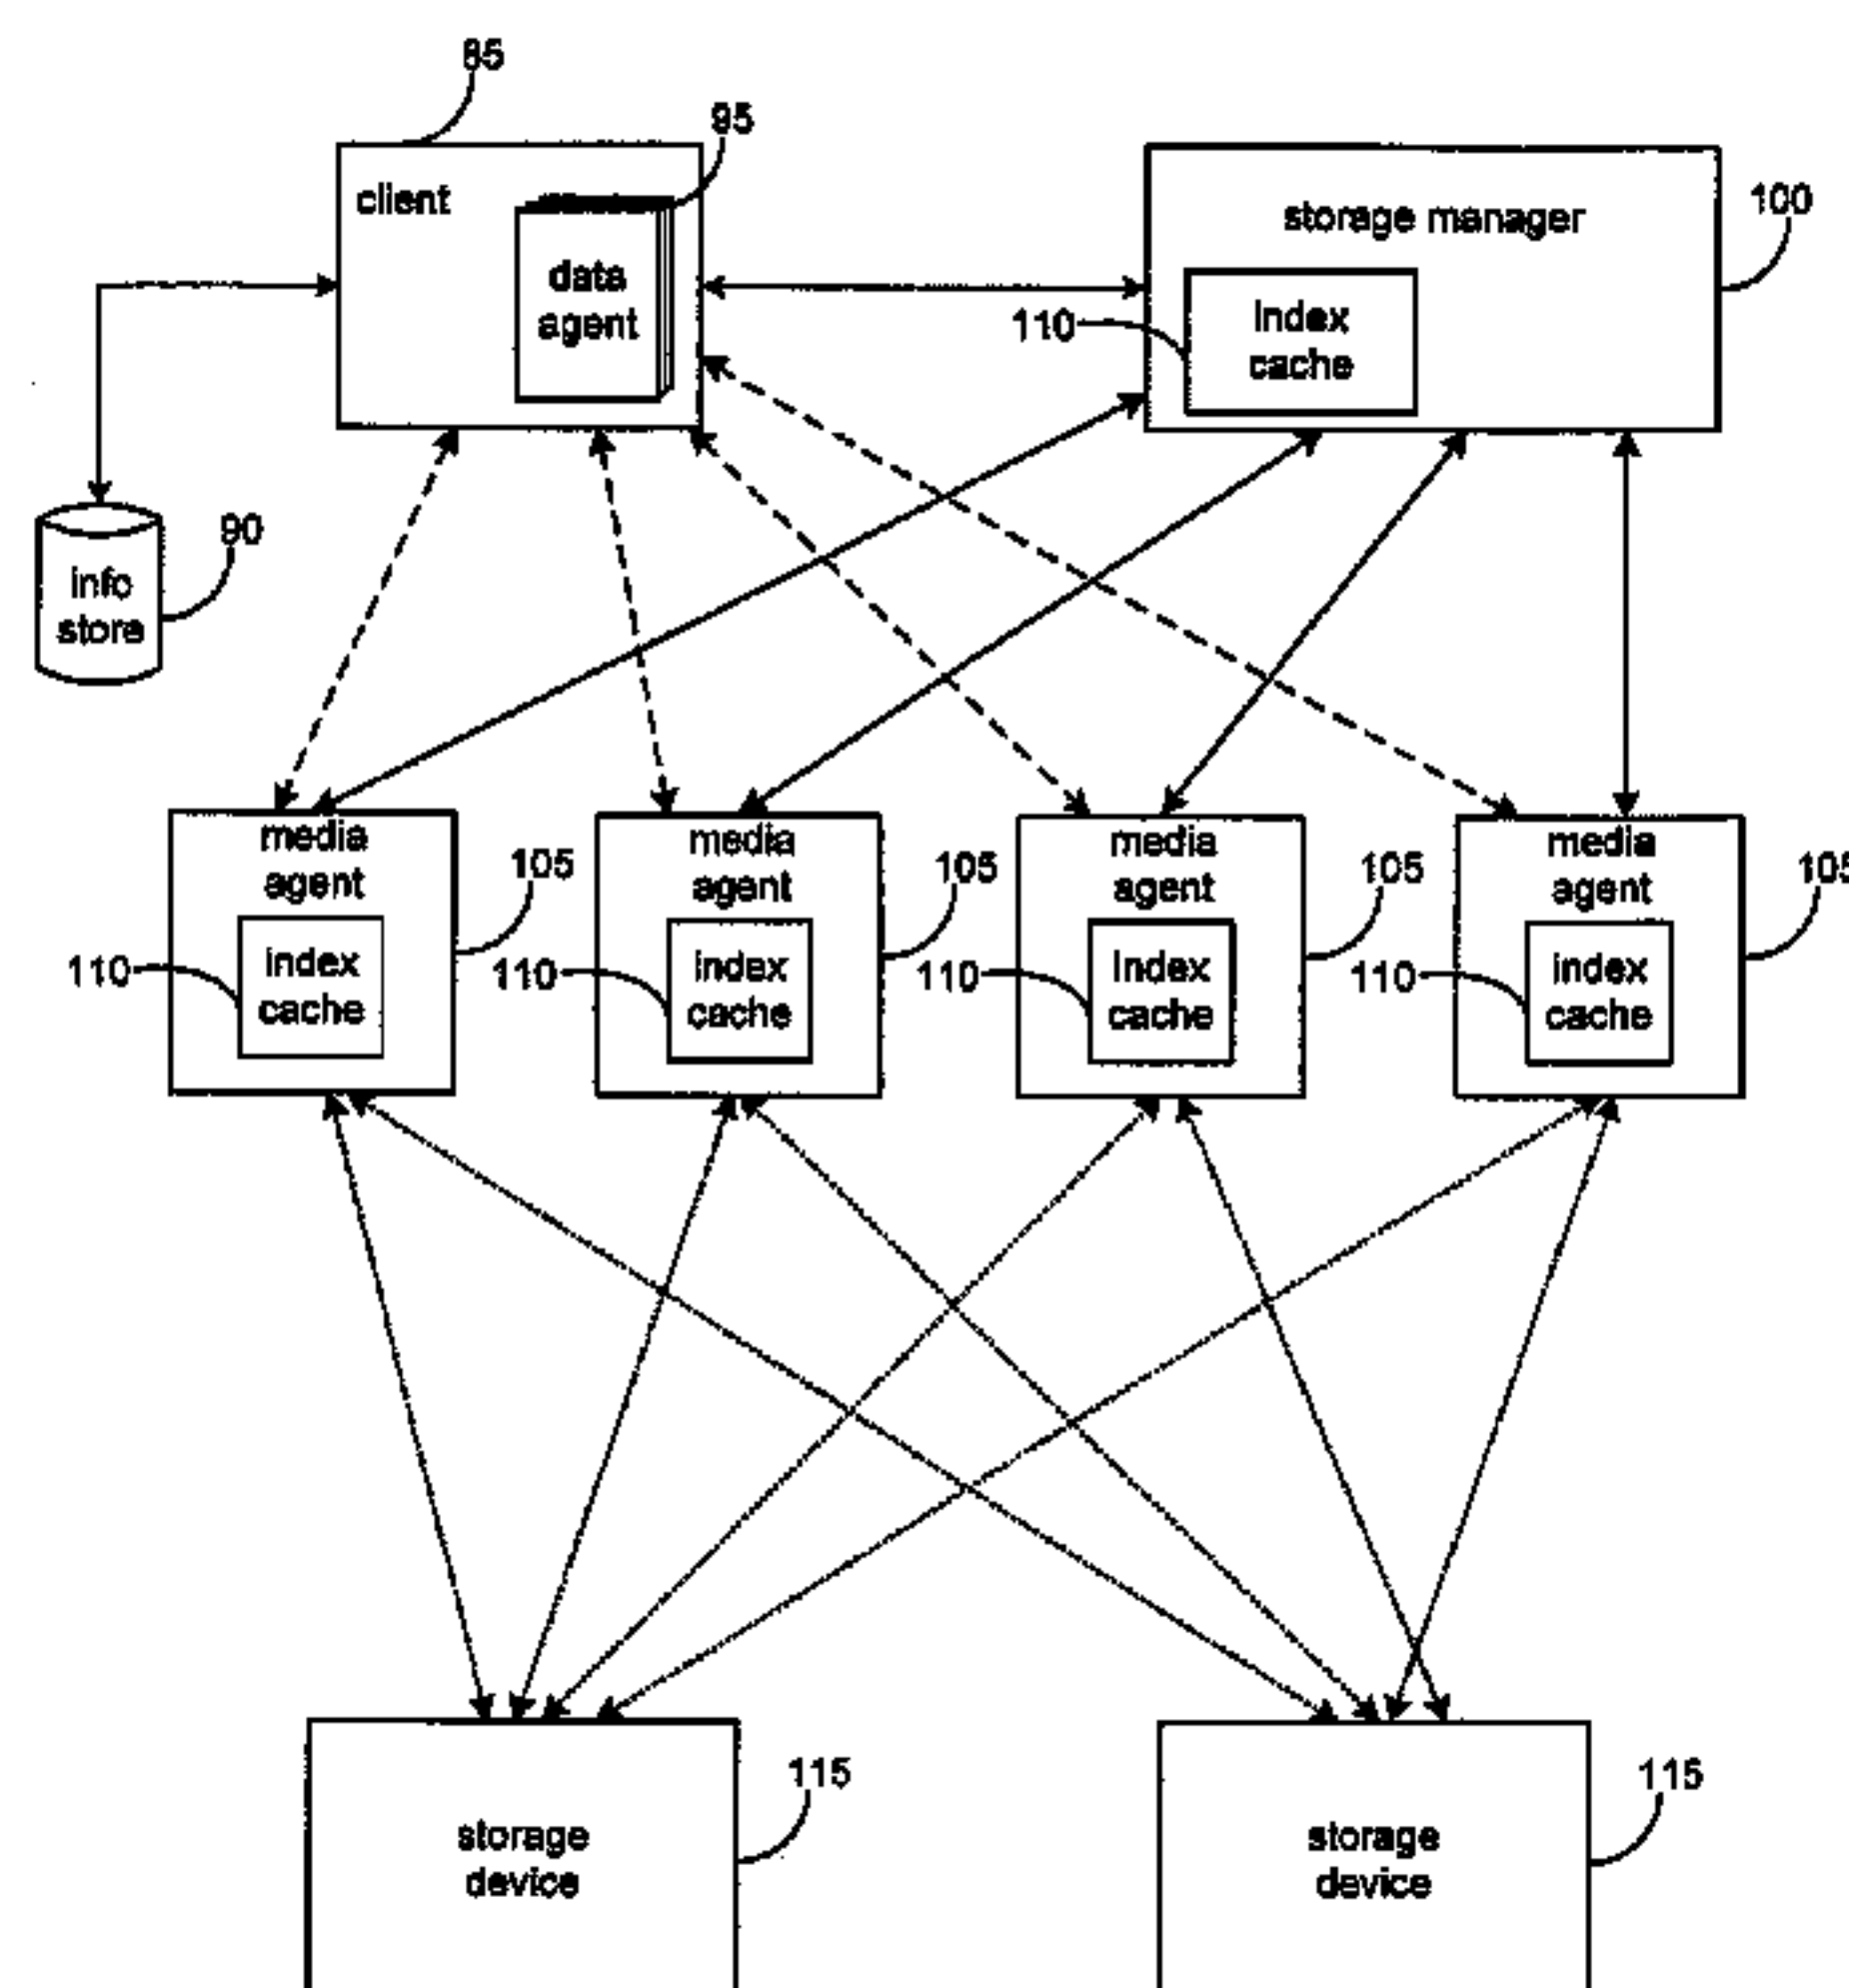 85
95
client
data
agent
storage manager
100
110
index
cache
90
info
store
media
agent
105
110
index
cache
media
agent
105
110
index
cache
media
agent
105
110
index
cache
media
agent
105
110
index
cache
storage
device
115
storage
device
115